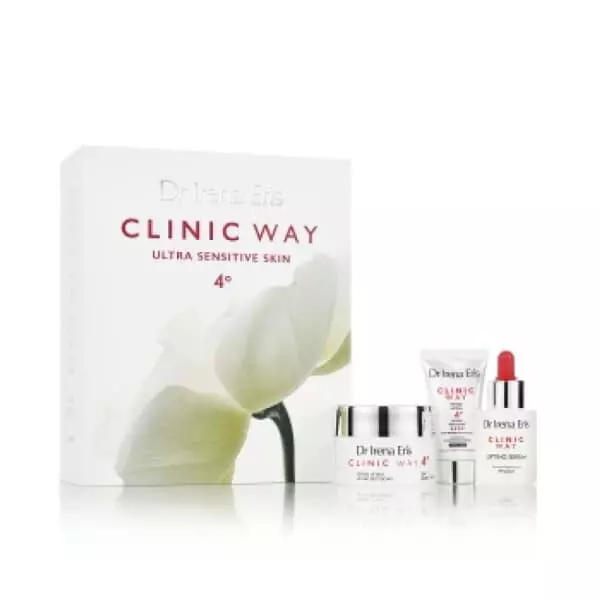 Dr Irena Eris
CLINIC WAY
ULTRA SENSITIVE SKIN
4°
Dr Irena Eris
CLINIC WAY 4°
Dr Irena Eris
CLINIC
WAY
4°
Dr Irena Eris
CLINIC
WAY
LIFTING SERUM